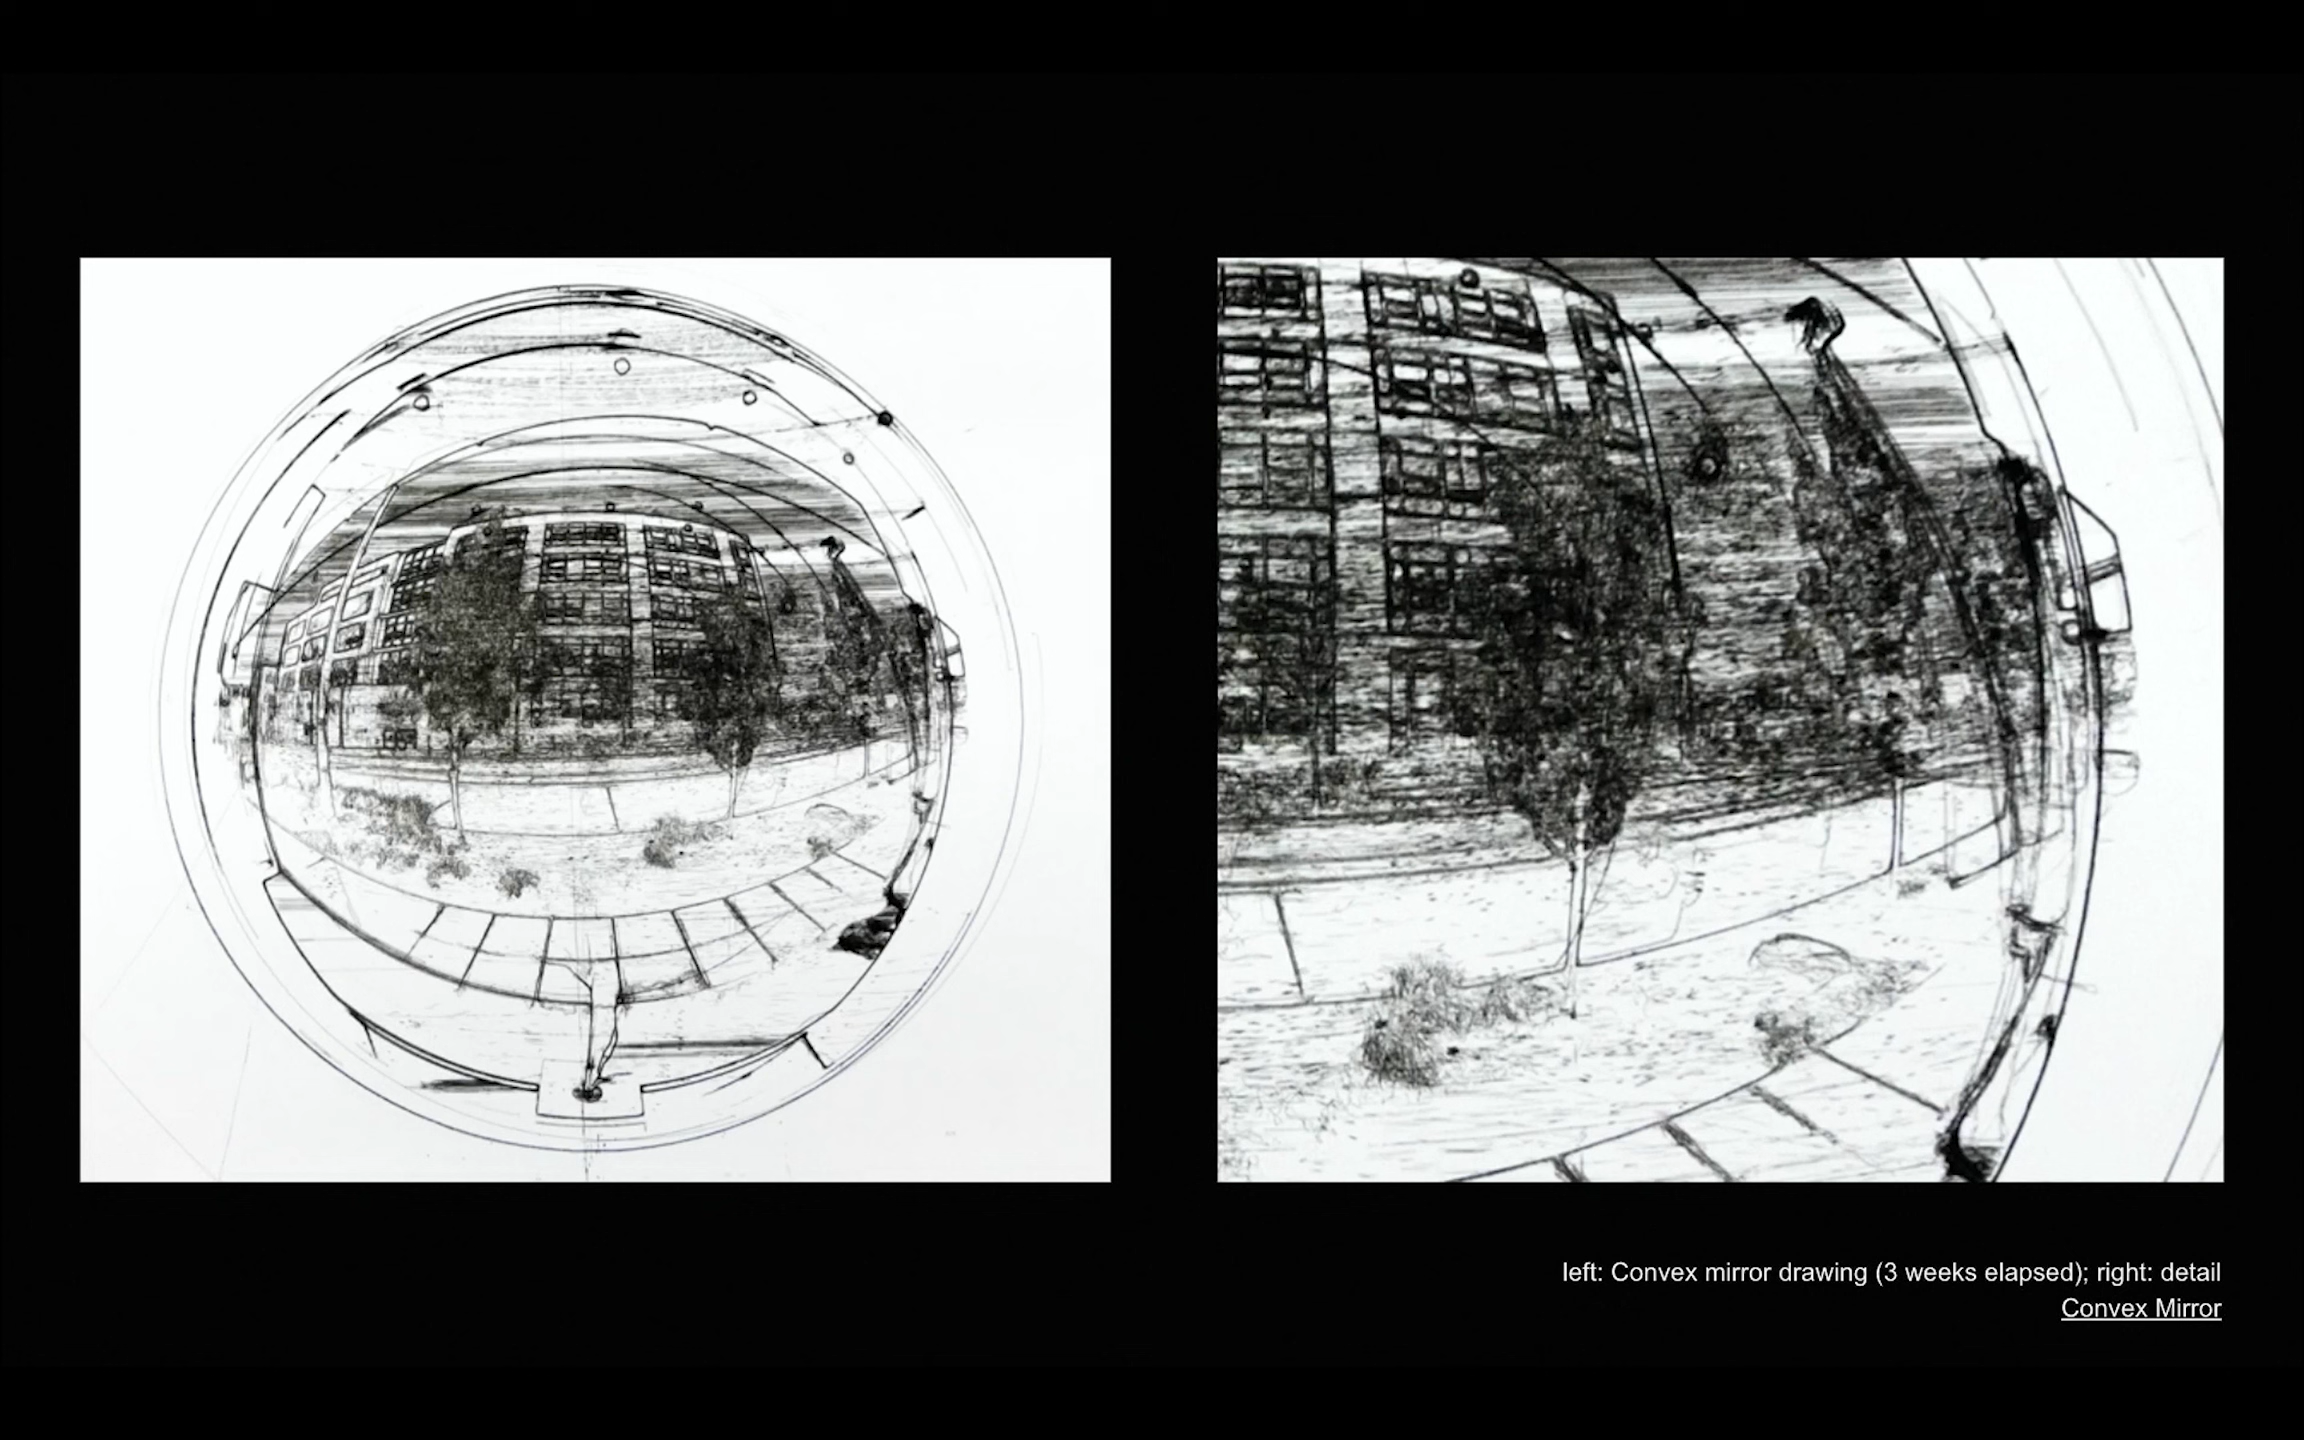 left: Convex mirror drawing (3 weeks elapsed); right: detail
Convex Mirror